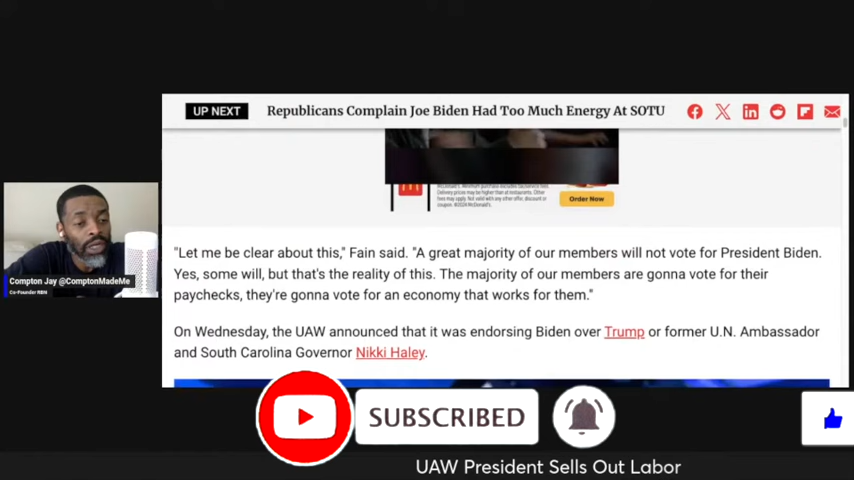 UP NEXT Republicans Complain Joe Biden Had Too Much Energy At SOTU
Order Now
"Let me be clear about this," Fain said. "A great majority of our members will not vote for President Biden.
Yes, some will, but that's the reality of this. The majority of our members are gonna vote for their
paychecks, they're gonna vote for an economy that works for them."
On Wednesday, the UAW announced that it was endorsing Biden over Trump or former U.N. Ambassador
and South Carolina Governor Nikki Haley.
Compton Jay @ComptonMadeMe
Co-Founder RBN
SUBSCRIBED
UAW President Sells Out Labor